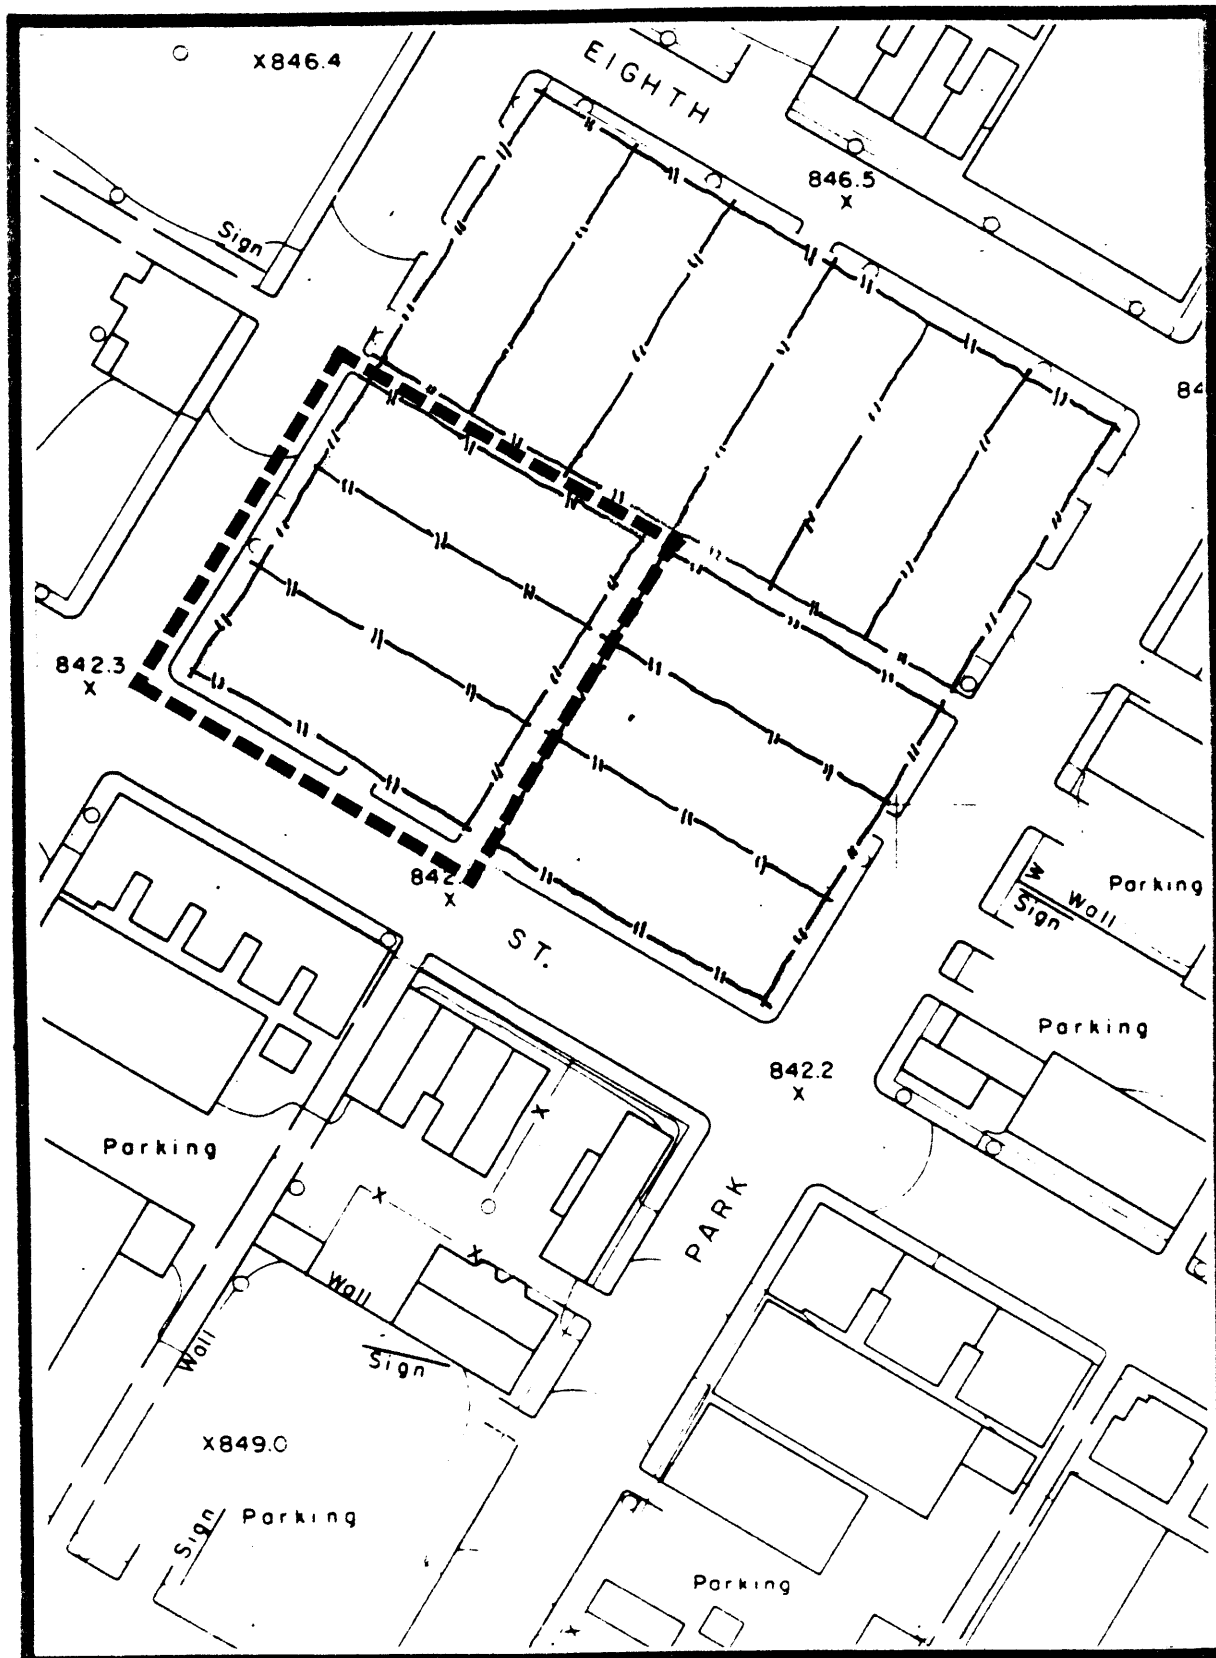 X846.4
EIGHTH
846.5
X
Sign
84
842.3
X
842.
X
ST.
W
Wall
Sign
Parking
Parking
842.2
X
Parking
PARK
Wall
Sign
Wall
X849.0
Sign
Parking
Parking